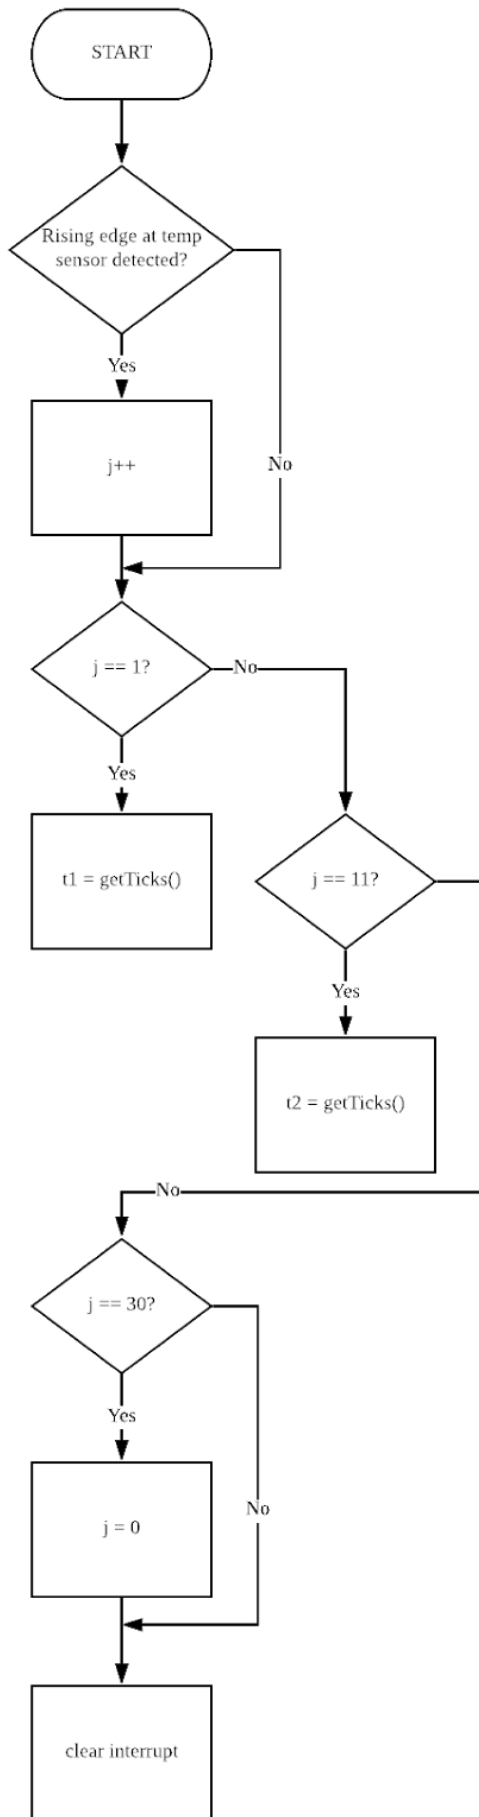 START
Rising edge at temp
sensor detected?
Yes
j++
No
j == 1?
No
Yes
t1 = getTicks()
j == 11?
Yes
t2 = getTicks()
No
j == 30?
Yes
j = 0
No
clear interrupt